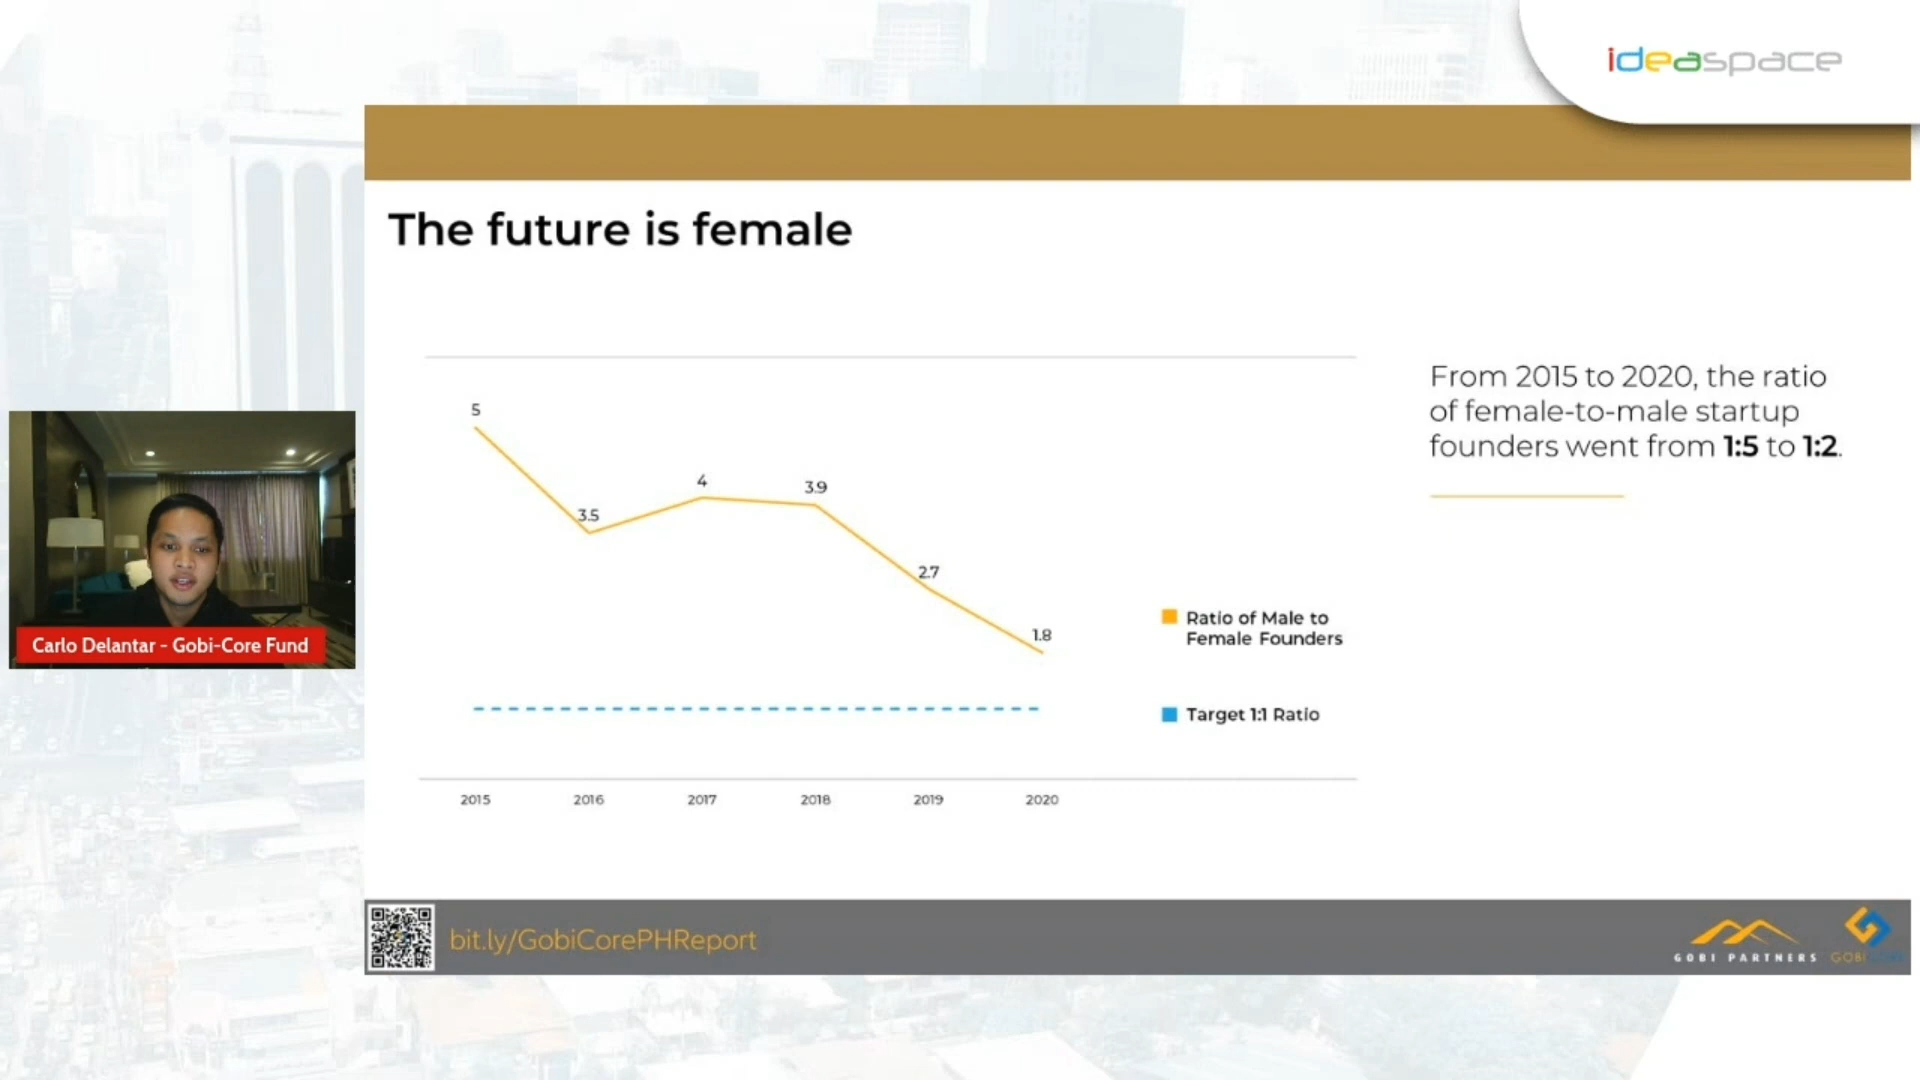 ideaspace
The future is female
5
3.5
4
3.9
2.7
1.8
Ratio of Male to
Female Founders
Target 1:1 Ratio
2015 2016 2017 2018 2019 2020
From 2015 to 2020, the ratio
of female-to-male startup
founders went from 1:5 to 1:2.
Carlo Delantar - Gobi-Core Fund
bit.ly/GobiCorePHReport
GOBI PARTNERS
GOBI